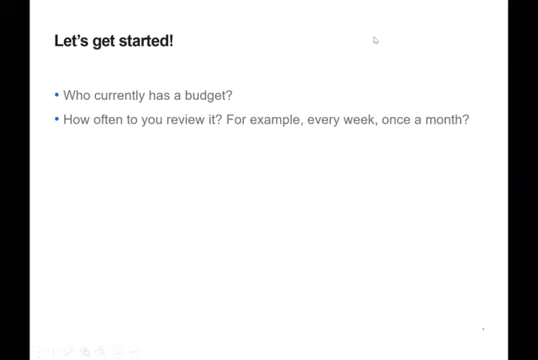 Let's get started!
• Who currently has a budget?
• How often to you review it? For example, every week, once a month?